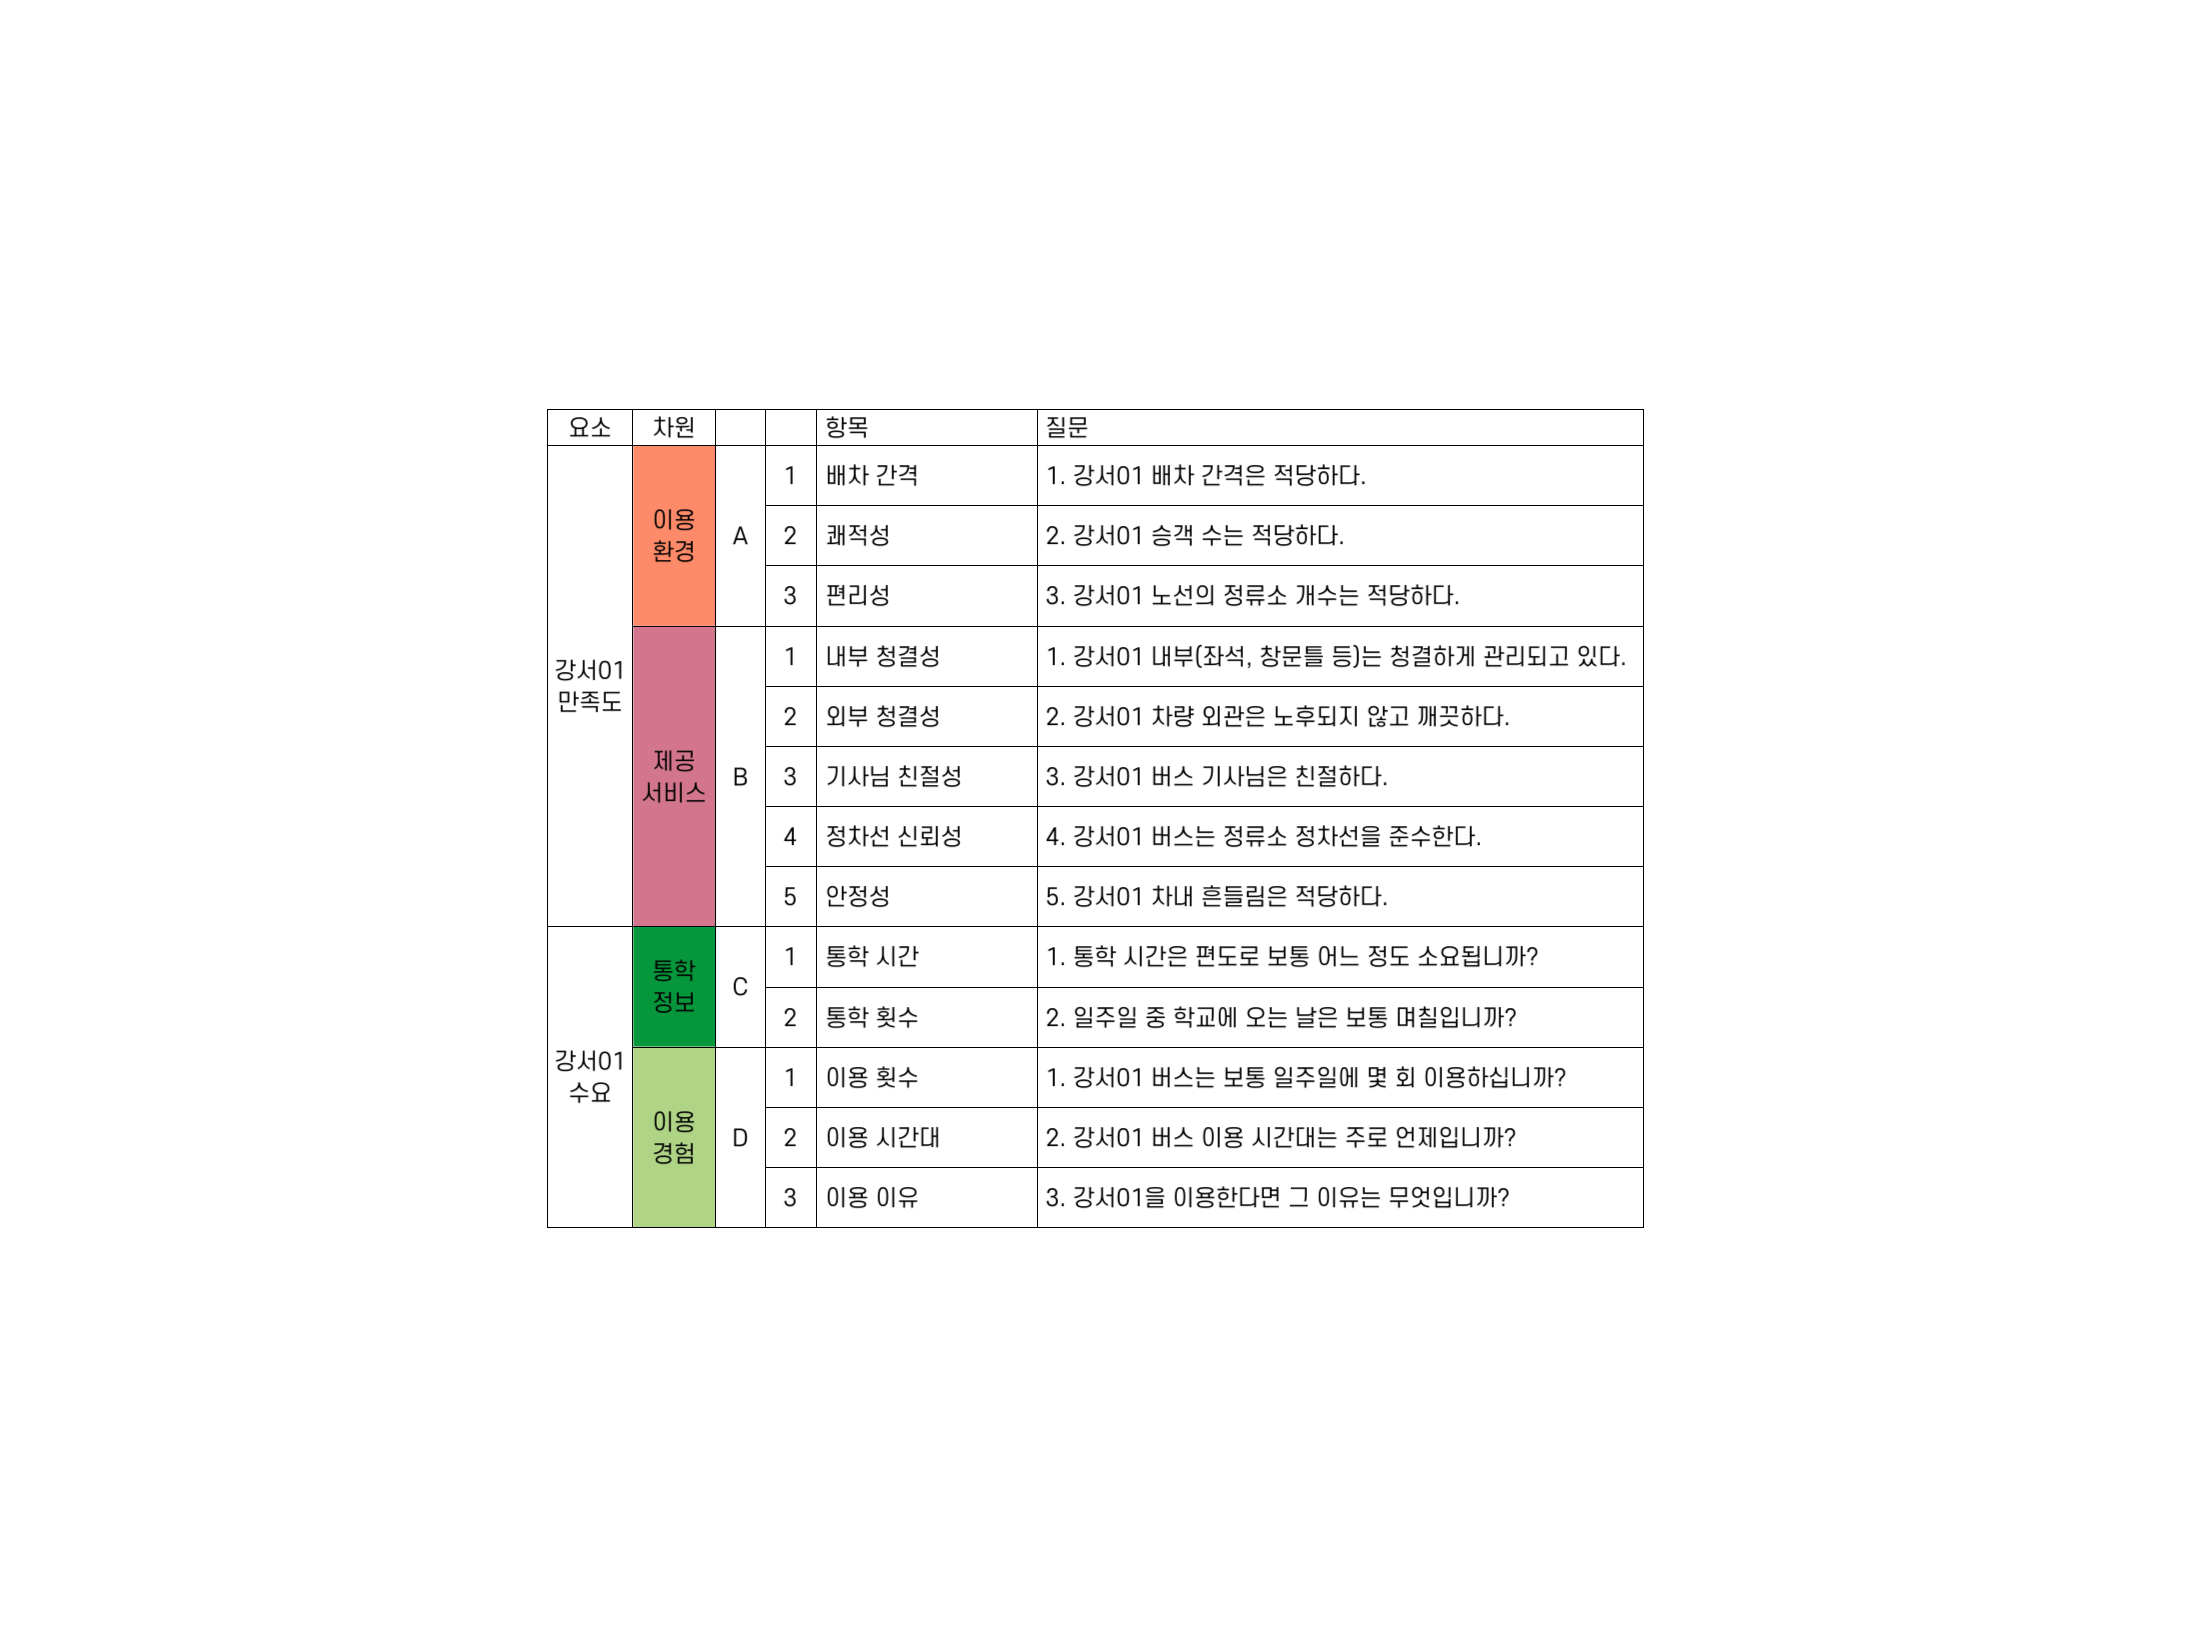 요소 차원 항목 질문
강서01
만족도
이용
환경
A
1 배차 간격 1. 강서01 배차 간격은 적당하다.
2 쾌적성 2. 강서01 승객 수는 적당하다.
3 편리성 3. 강서01 노선의 정류소 개수는 적당하다.
제공
서비스
B
1 내부 청결성 1. 강서01 내부(좌석, 창문틀 등)는 청결하게 관리되고 있다.
2 외부 청결성 2. 강서01 차량 외관은 노후되지 않고 깨끗하다.
3 기사님 친절성 3. 강서01 버스 기사님은 친절하다.
4 정차선 신뢰성 4. 강서01 버스는 정류소 정차선을 준수한다.
5 안정성 5. 강서01 차내 흔들림은 적당하다.
강서01
수요
통학
정보
C
1 통학 시간 1. 통학 시간은 편도로 보통 어느 정도 소요됩니까?
2 통학 횟수 2. 일주일 중 학교에 오는 날은 보통 며칠입니까?
이용
경험
D
1 이용 횟수 1. 강서01 버스는 보통 일주일에 몇 회 이용하십니까?
2 이용 시간대 2. 강서01 버스 이용 시간대는 주로 언제입니까?
3 이용 이유 3. 강서01을 이용한다면 그 이유는 무엇입니까?